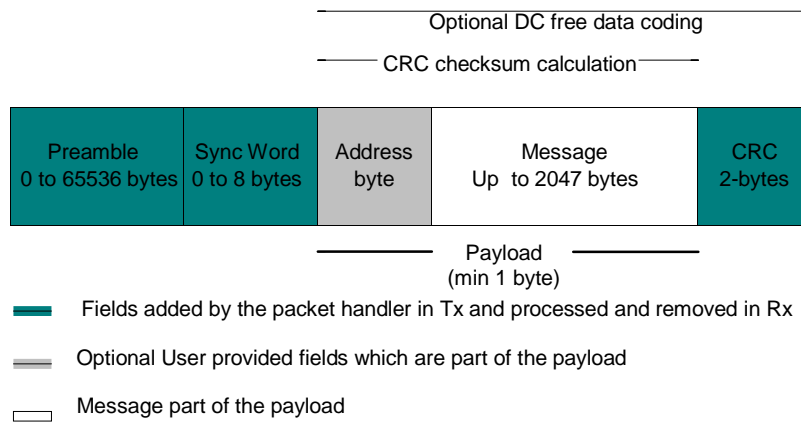 Optional DC free data coding
CRC checksum calculation
Preamble
0 to 65536 bytes
Sync Word
0 to 8 bytes
Address
byte
Message
Up to 2047 bytes
CRC
2-bytes
Payload
(min 1 byte)
Fields added by the packet handler in Tx and processed and removed in Rx
Optional User provided fields which are part of the payload
Message part of the payload